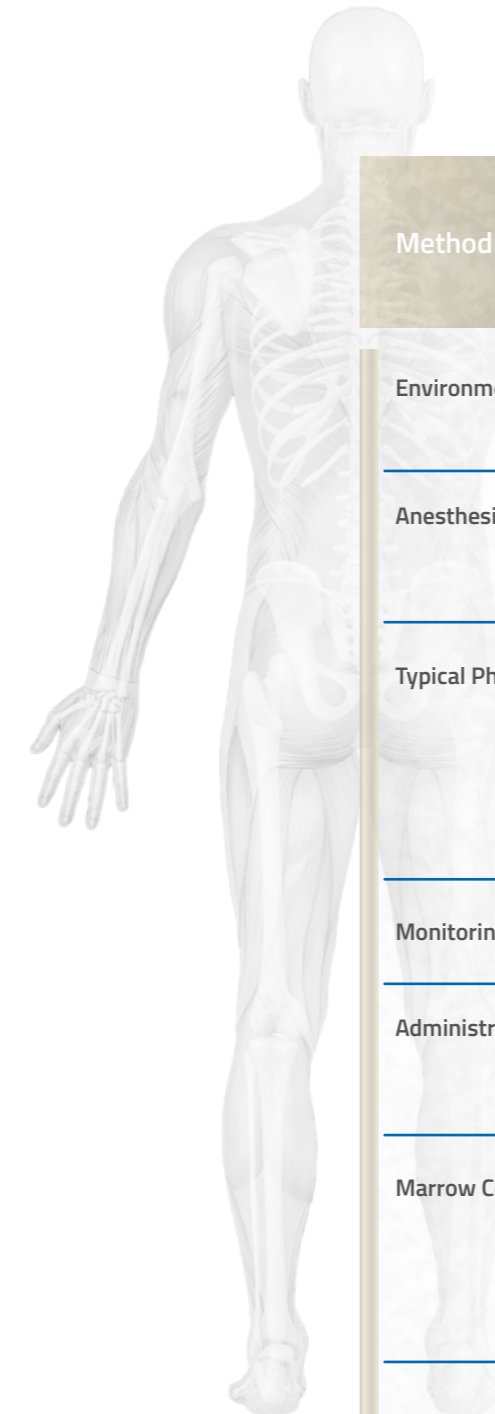 Method
Environme
Anesthesi
Typical Ph
Monitorin
Administr
Marrow C